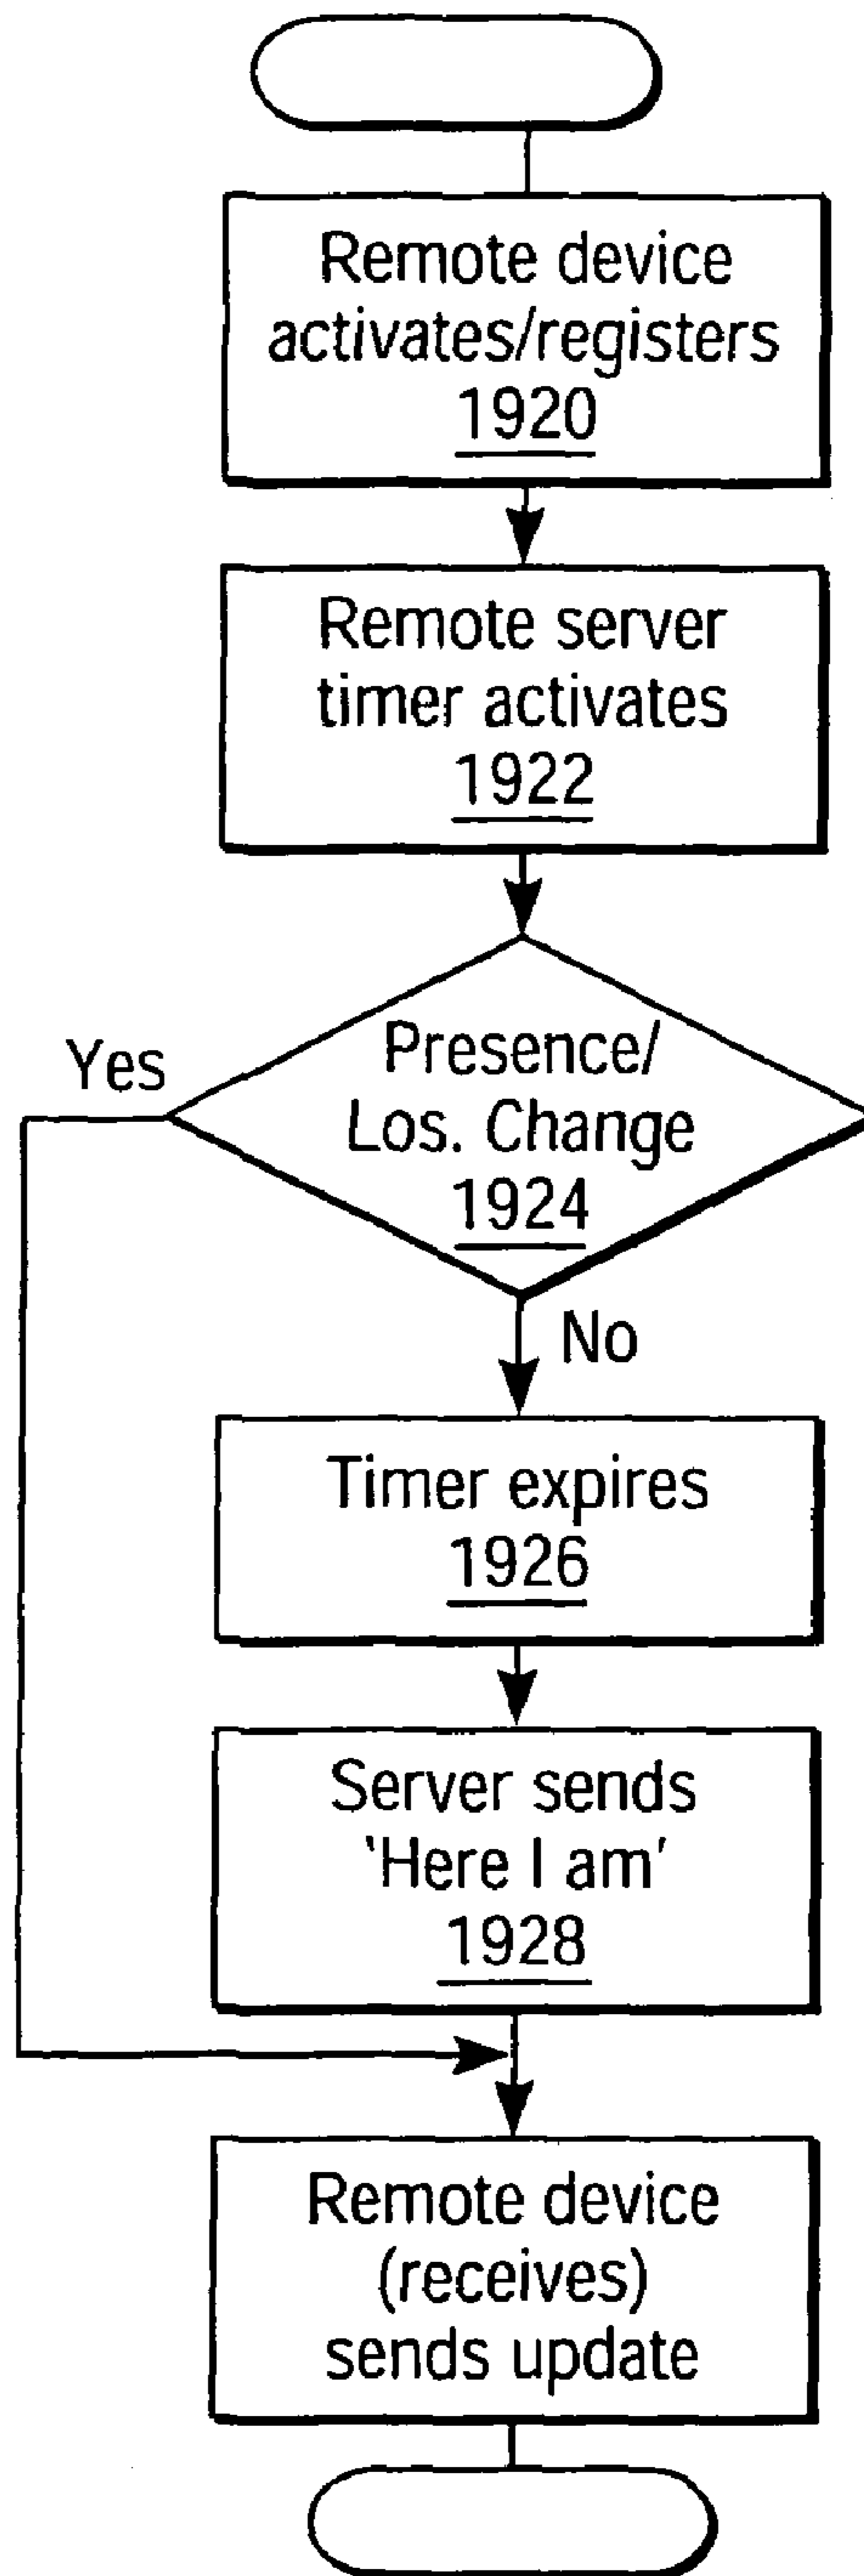 Remote device
activates/registers
1920
Remote server
timer activates
1922
Yes
Presence/
Los. Change
1924
No
Timer expires
1926
Server sends
'Here I am'
1928
Remote device
(receives)
sends update